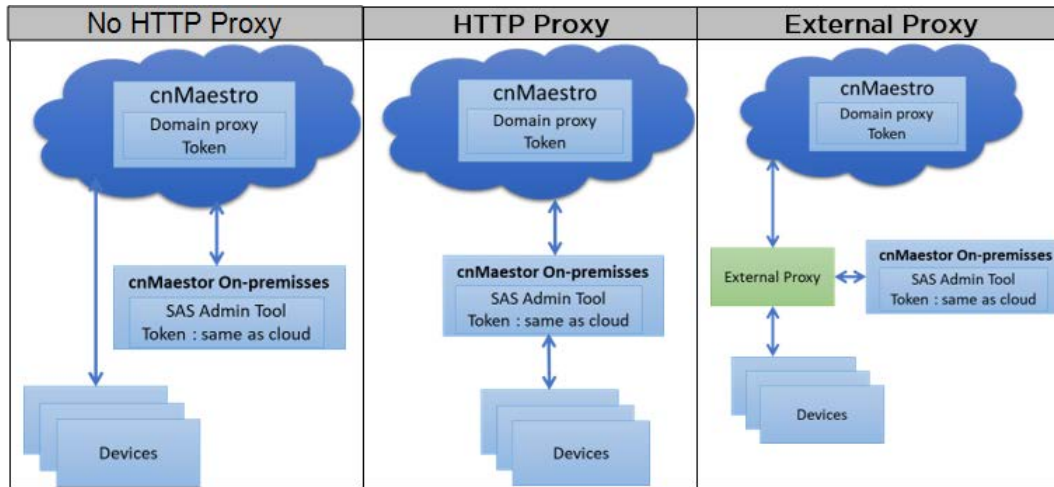 No HTTP Proxy
cnMaestro
Domain proxy
Token
cnMaestor On-premisses
SAS Admin Tool
Token : same as cloud
Devices
HTTP Proxy
cnMaestro
Domain proxy
Token
cnMaestor On-premisses
SAS Admin Tool
Token : same as cloud
Devices
External Proxy
cnMaestro
Domain proxy
Token
External Proxy
cnMaestor On-premisses
SAS Admin Tool
Token : same as cloud
Devices